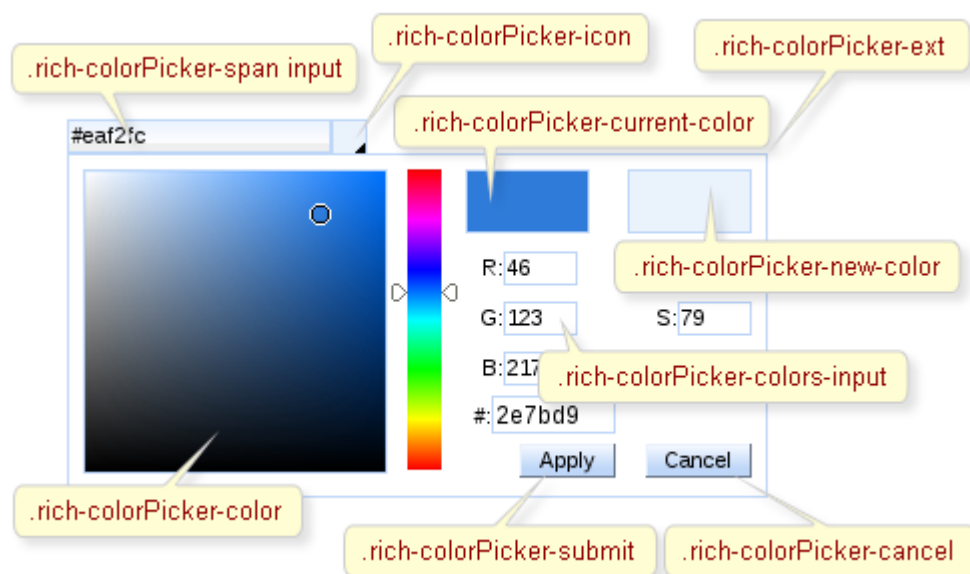 .rich-colorPicker-icon
.rich-colorPicker-ext
.rich-colorPicker-span input
#eaf2fc
.rich-colorPicker-current-color
R: 46
.rich-colorPicker-new-color
G: 123
S: 79
B: 217
.rich-colorPicker-colors-input
#: 2e7bd9
Apply
Cancel
.rich-colorPicker-color
.rich-colorPicker-submit
.rich-colorPicker-cancel